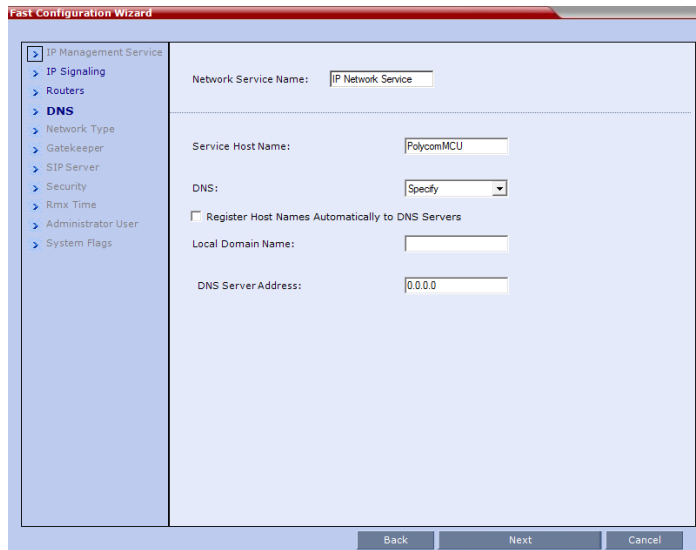 Fast Configuration Wizard
IP Management Service
IP Signaling
Routers
DNS
Network Type
Gatekeeper
SIP Server
Security
Rmx Time
Administrator User
System Flags
Network Service Name: IP Network Service
Service Host Name: PolycomMCU
DNS: Specify
Register Host Names Automatically to DNS Servers
Local Domain Name:
DNS Server Address: 0.0.0.0
Back Next Cancel